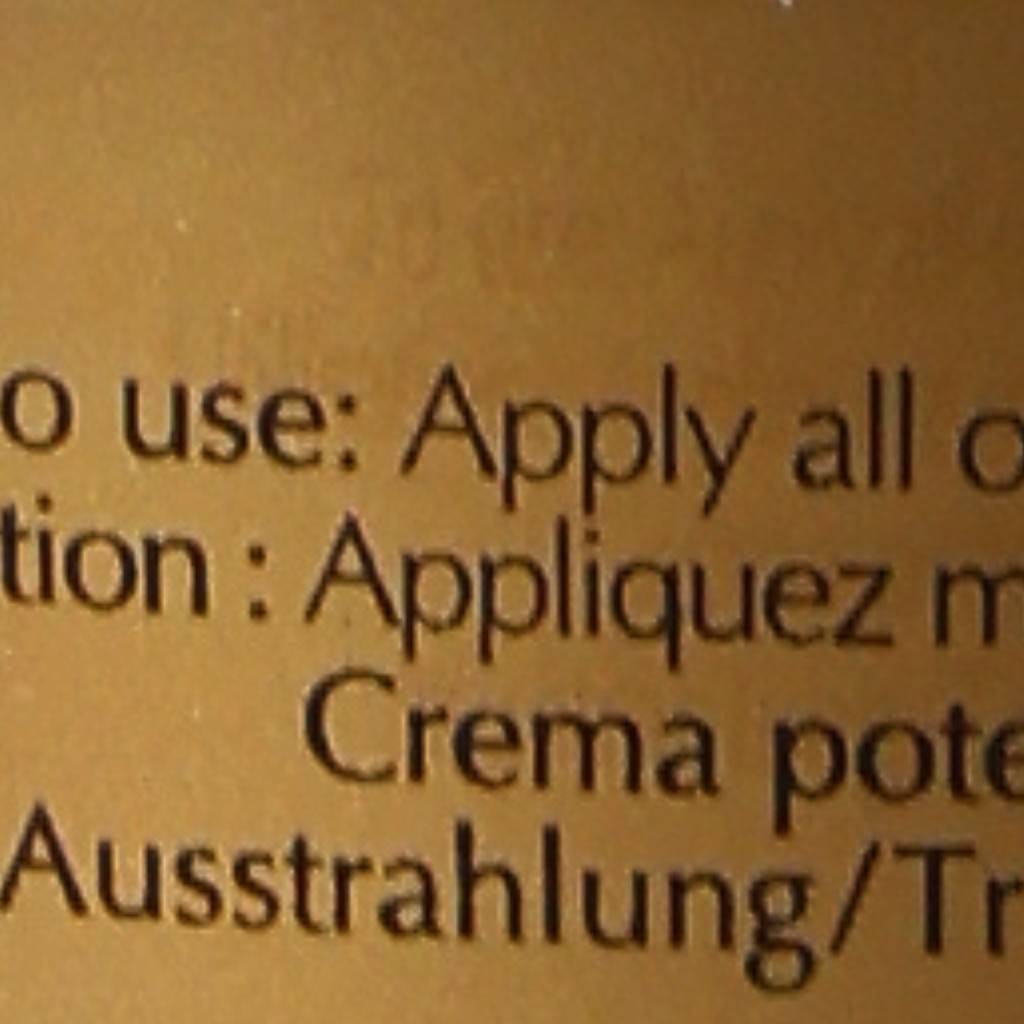 o use: Apply all o
tion : Appliquez m
Crema pote
Ausstrahlung/Tr